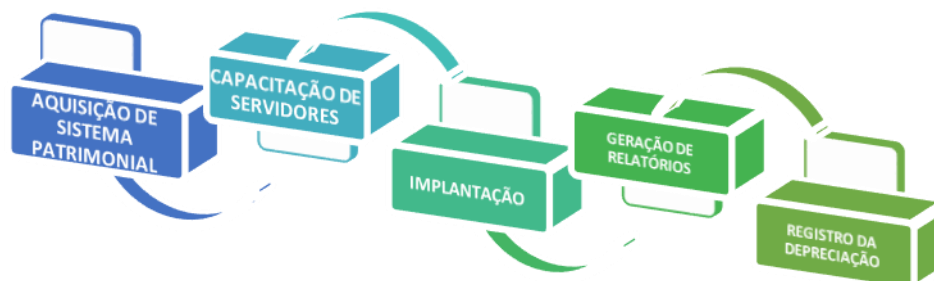 AQUISIÇÃO DE
SISTEMA
PATRIMONIAL
CAPACITAÇÃO DE
SERVIDORES
IMPLANTAÇÃO
GERAÇÃO DE
RELATÓRIOS
REGISTRO DA
DEPRECIAÇÃO